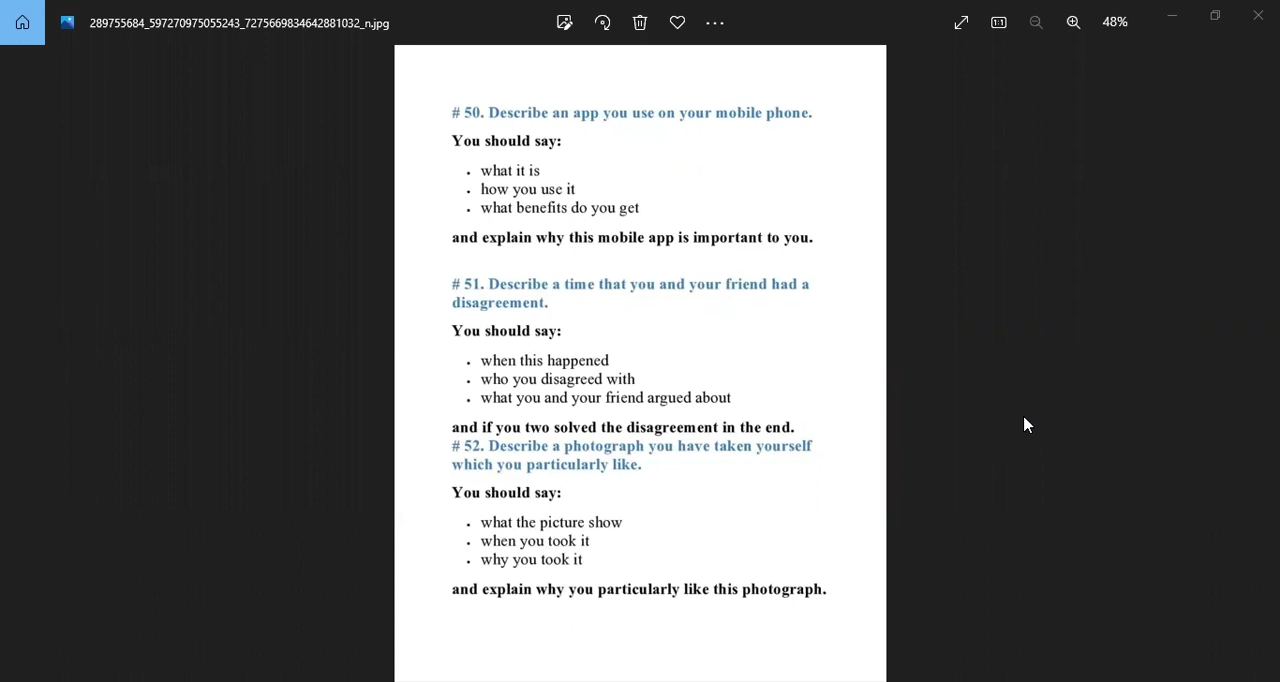 289755684_597270975055243_7275669834642881032_n.jpg
48%
# 50. Describe an app you use on your mobile phone.
You should say:
• what it is
• how you use it
• what benefits do you get
and explain why this mobile app is important to you.
# 51. Describe a time that you and your friend had a
disagreement.
You should say:
• when this happened
• who you disagreed with
• what you and your friend argued about
and if you two solved the disagreement in the end.
# 52. Describe a photograph you have taken yourself
which you particularly like.
You should say:
• what the picture show
• when you took it
• why you took it
and explain why you particularly like this photograph.